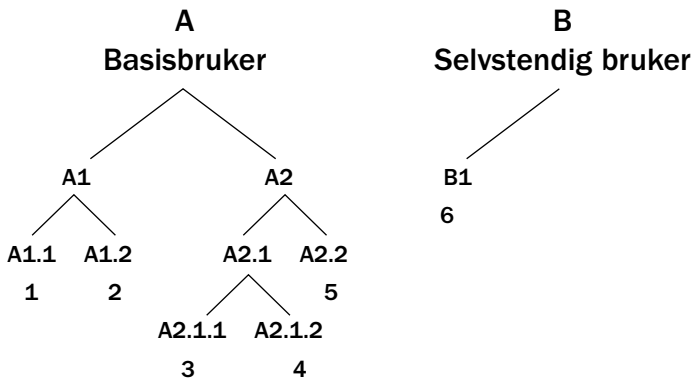 A B
Basisbruker Selvstendig bruker
A1 A2 B1
6
A1.1 A1.2 A2.1 A2.2
1 2 5
A2.1.1 A2.1.2
3 4